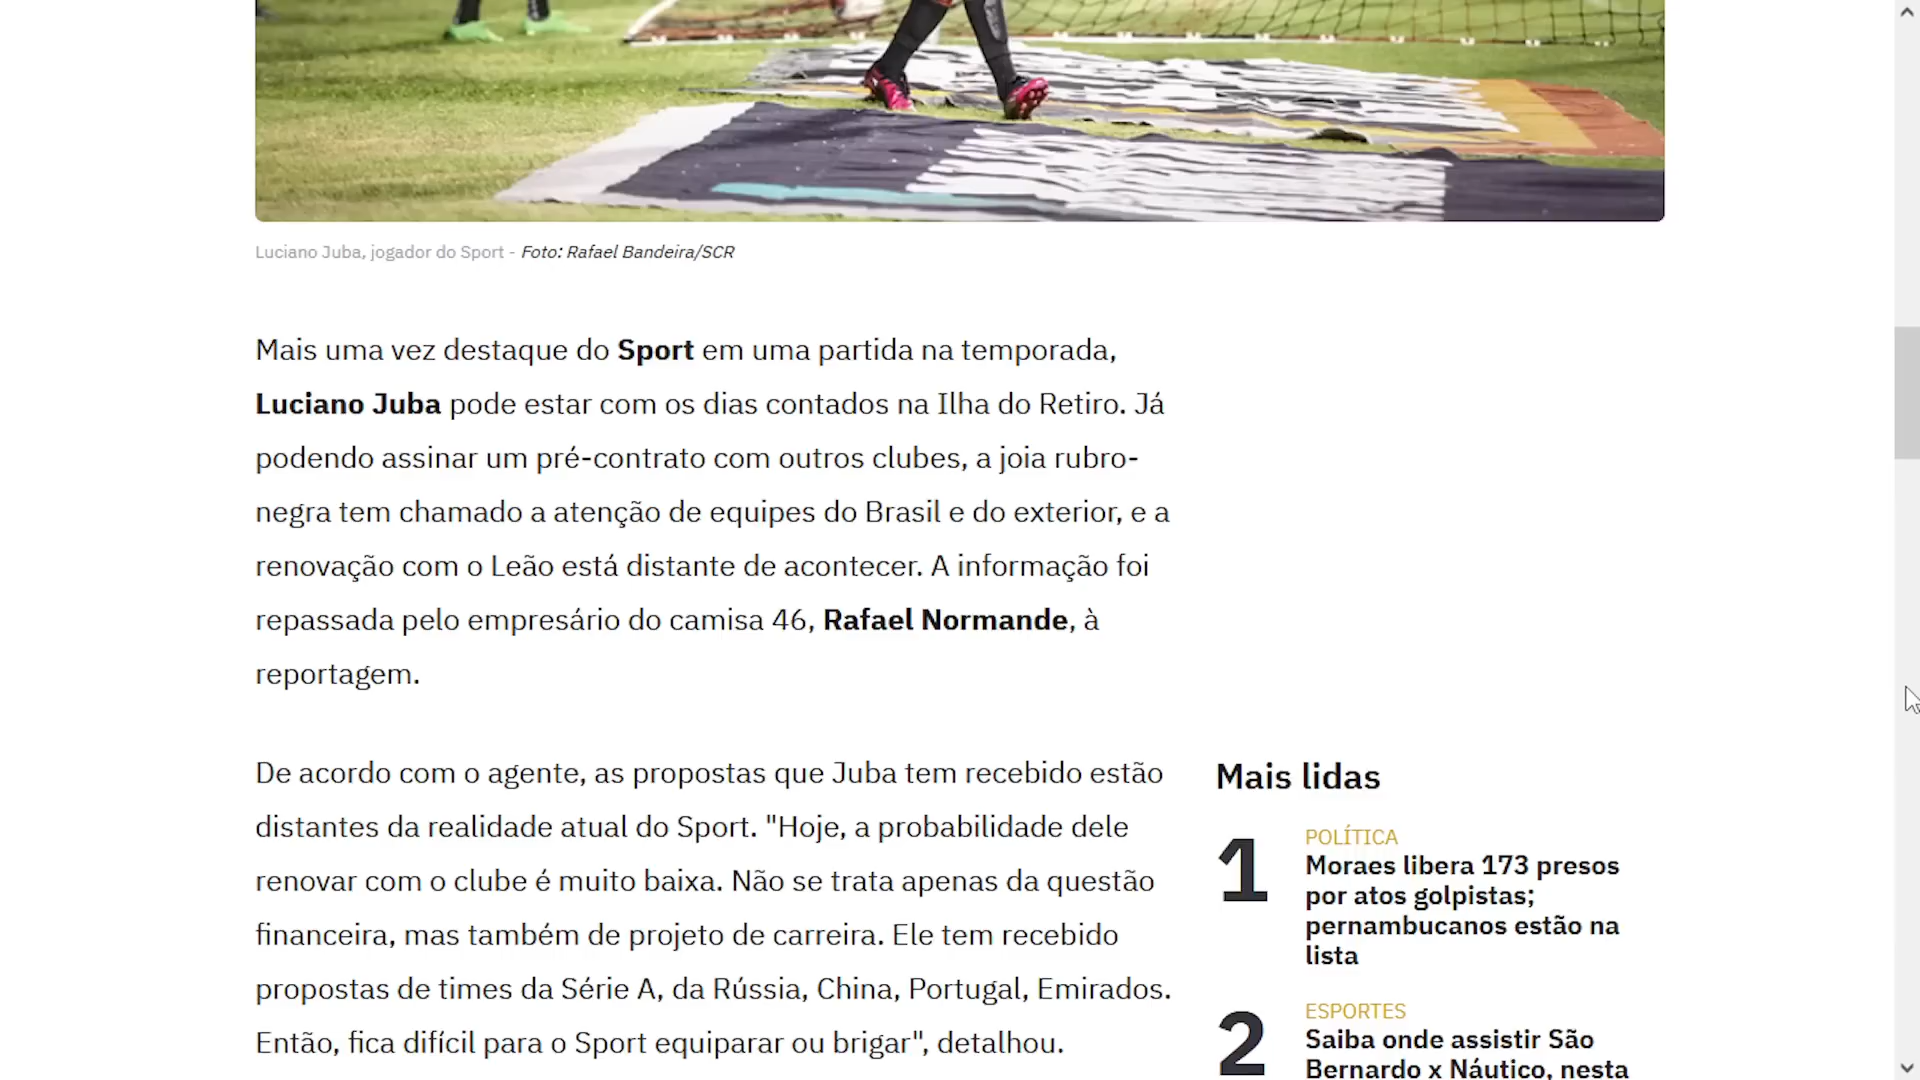 Luciano Juba, jogador do Sport - Foto: Rafael Bandeira/SCR
Mais uma vez destaque do Sport em uma partida na temporada,
Luciano Juba pode estar com os dias contados na Ilha do Retiro. Já
podendo assinar um pré-contrato com outros clubes, a joia rubro-
negra tem chamado a atenção de equipes do Brasil e do exterior, e a
renovação com o Leão está distante de acontecer. A informação foi
repassada pelo empresário do camisa 46, Rafael Normande, à
reportagem.
De acordo com o agente, as propostas que Juba tem recebido estão
distantes da realidade atual do Sport. "Hoje, a probabilidade dele
renovar com o clube é muito baixa. Não se trata apenas da questão
financeira, mas também de projeto de carreira. Ele tem recebido
propostas de times da Série A, da Rússia, China, Portugal, Emirados.
Então, fica difícil para o Sport equiparar ou brigar", detalhou.
Mais lidas
1
POLÍTICA
Moraes libera 173 presos
por atos golpistas;
pernambucanos estão na
lista
2
ESPORTES
Saiba onde assistir São
Bernardo x Náutico, nesta